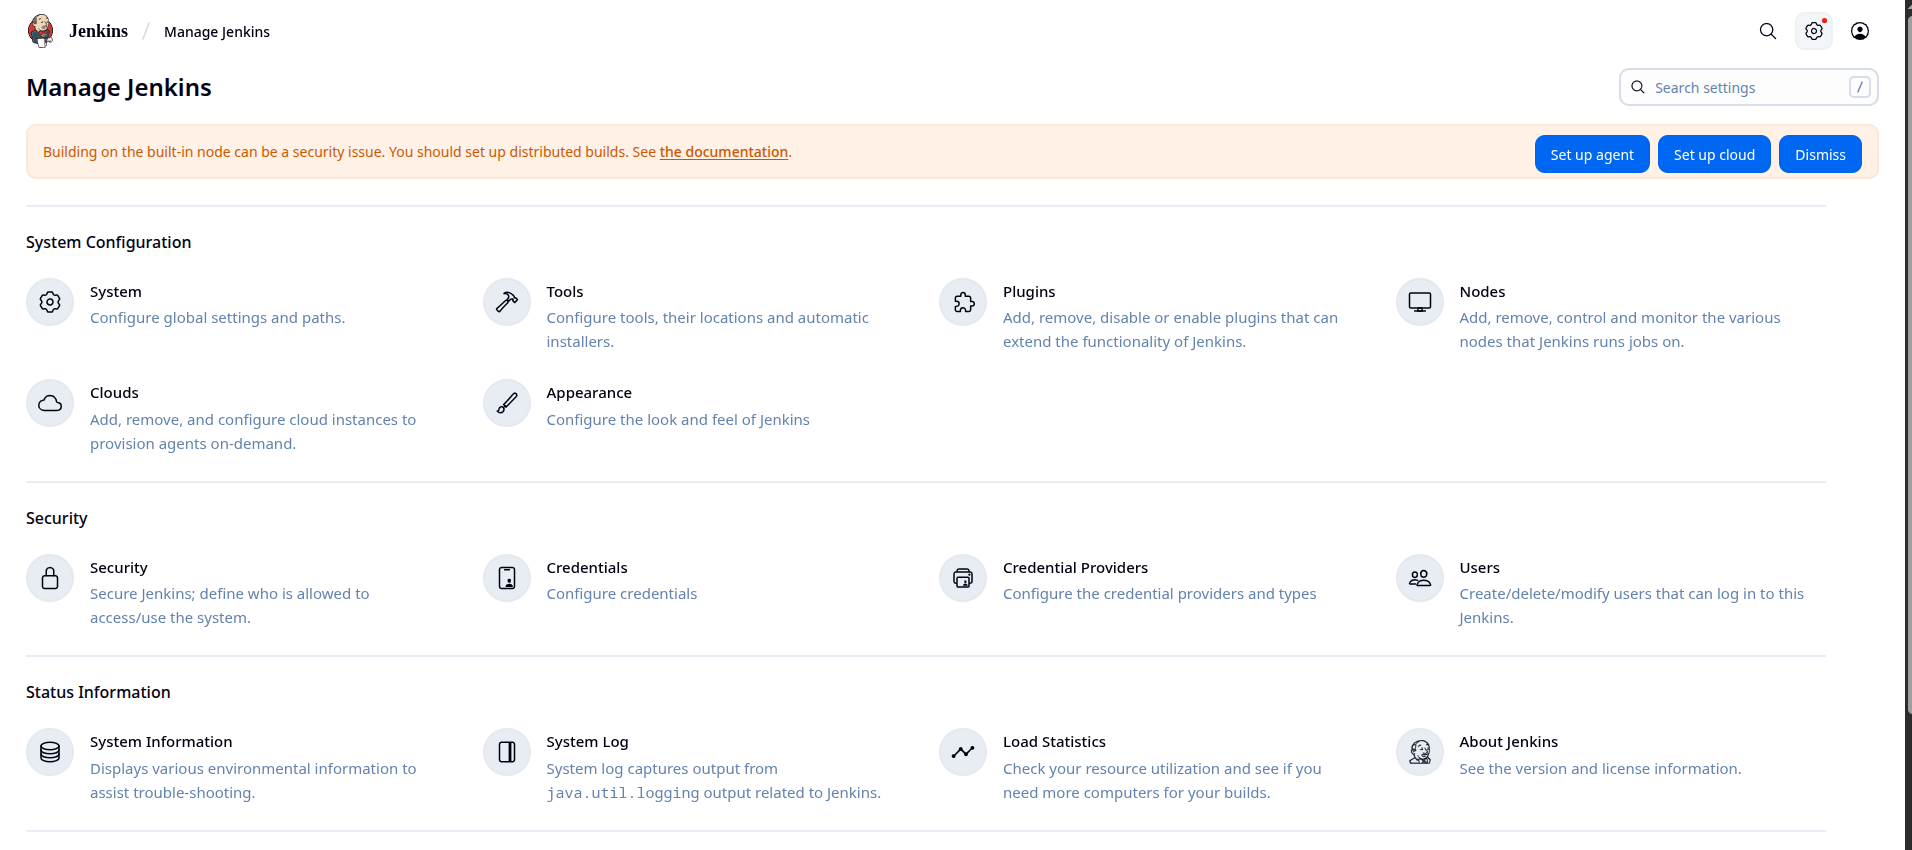 Jenkins / Manage Jenkins
Manage Jenkins
Search settings /
Building on the built-in node can be a security issue. You should set up distributed builds. See the documentation.
Set up agent
Set up cloud
Dismiss
System Configuration
System
Configure global settings and paths.
Tools
Configure tools, their locations and automatic
installers.
Plugins
Add, remove, disable or enable plugins that can
extend the functionality of Jenkins.
Nodes
Add, remove, control and monitor the various
nodes that Jenkins runs jobs on.
Clouds
Add, remove, and configure cloud instances to
provision agents on-demand.
Appearance
Configure the look and feel of Jenkins
Security
Security
Secure Jenkins; define who is allowed to
access/use the system.
Credentials
Configure credentials
Credential Providers
Configure the credential providers and types
Users
Create/delete/modify users that can log in to this
Jenkins.
Status Information
System Information
Displays various environmental information to
assist trouble-shooting.
System Log
System log captures output from
java.util.logging output related to Jenkins.
Load Statistics
Check your resource utilization and see if you
need more computers for your builds.
About Jenkins
See the version and license information.